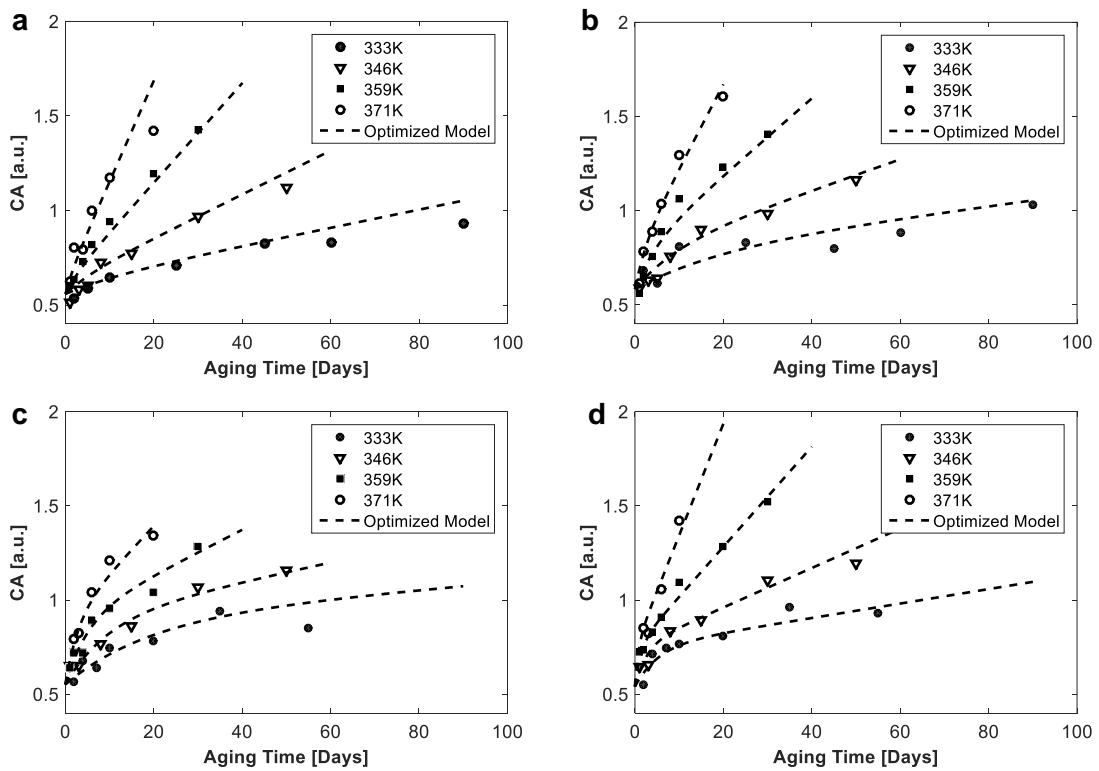 a
2
1.5
1
0.5
CA [a.u.]
0 20 40 60 80 100
Aging Time [Days]
333K
346K
359K
371K
Optimized Model
b
2
1.5
1
0.5
CA [a.u.]
0 20 40 60 80 100
Aging Time [Days]
333K
346K
359K
371K
Optimized Model
c
2
1.5
1
0.5
CA [a.u.]
0 20 40 60 80 100
Aging Time [Days]
333K
346K
359K
371K
Optimized Model
d
2
1.5
1
0.5
CA [a.u.]
0 20 40 60 80 100
Aging Time [Days]
333K
346K
359K
371K
Optimized Model